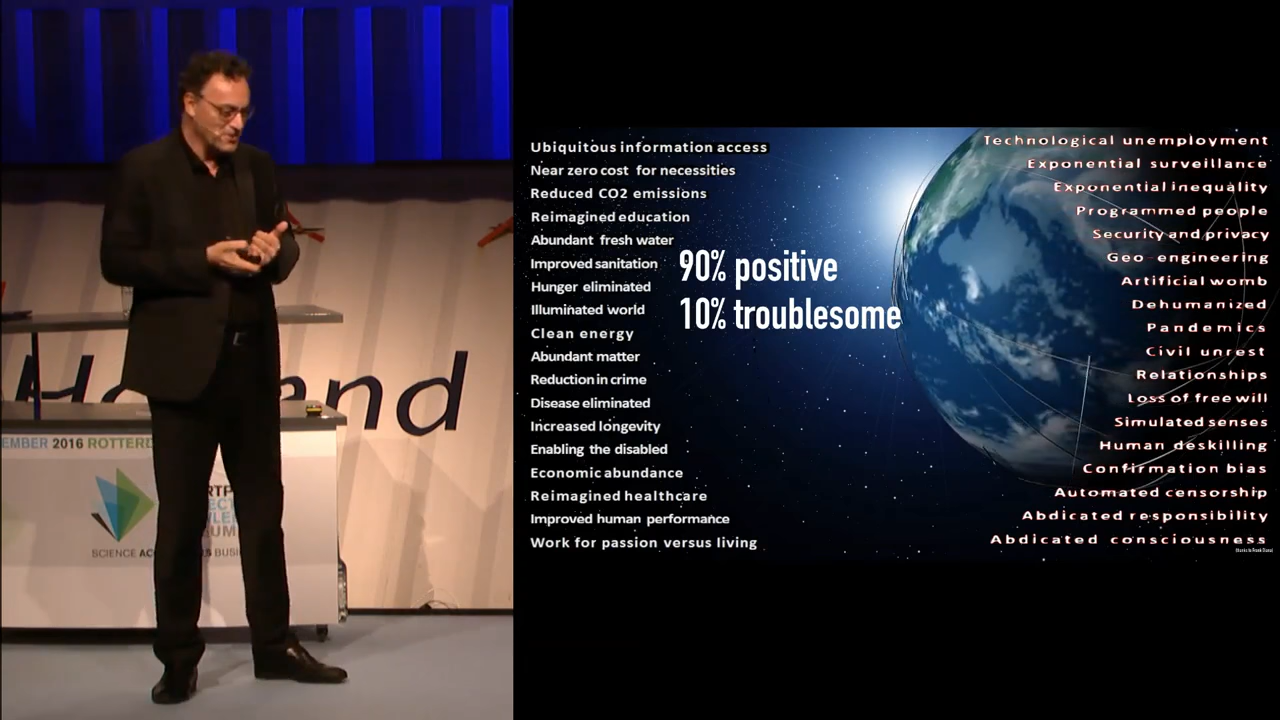 Ho and
EMBER 2016 ROTTERD
SCIENCE BUSI
Ubiquitous information access
Near zero cost for necessities
Reduced CO2 emissions
Reimagined education
Abundant fresh water
Improved sanitation
Hunger eliminated
Illuminated world
Clean energy
Abundant matter
Reduction in crime
Disease eliminated
Increased longevity
Enabling the disabled
Economic abundance
Reimagined healthcare
Improved human performance
Work for passion versus living
90% positive
10% troublesome
Technological unemployment
Exponential surveillance
Exponential inequality
Programmed people
Security and privacy
Geo-engineering
Artificial womb
Dehumanized
Pandemics
Civil unrest
Relationships
Loss of free will
Simulated senses
Human deskilling
Confirmation bias
Automated censorship
Abdicated responsibility
Abdicated consciousness